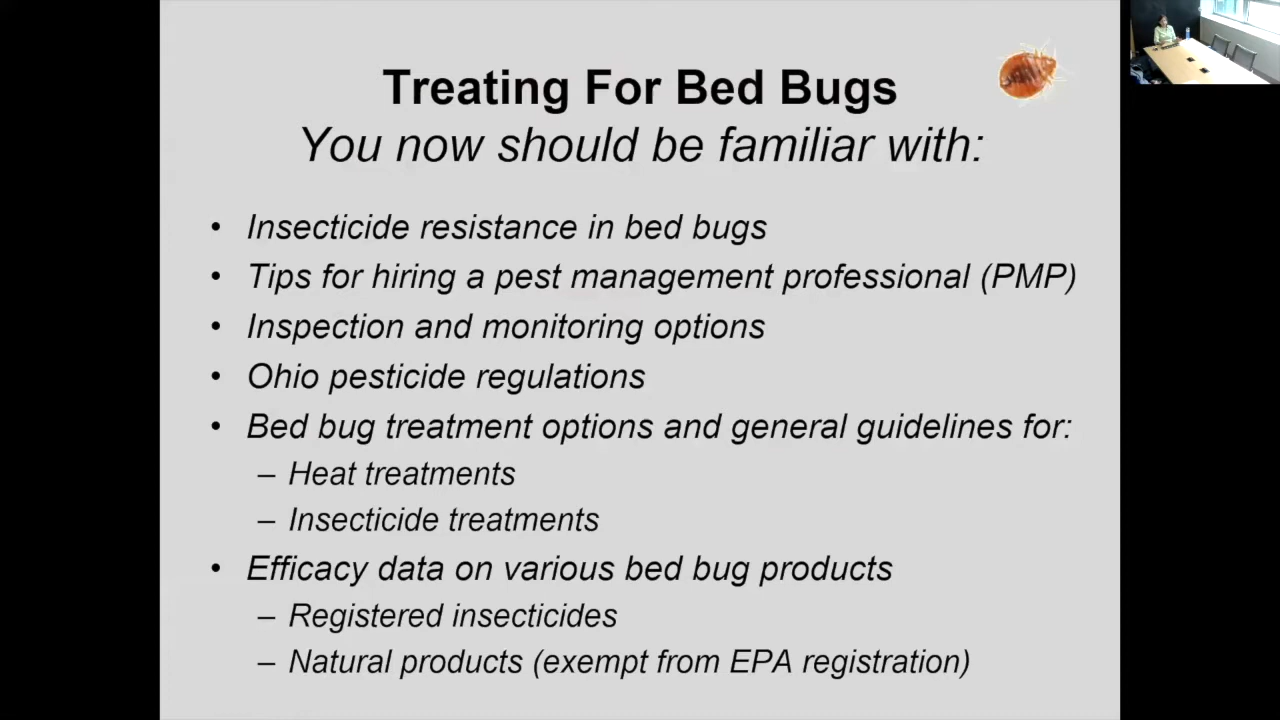 Treating For Bed Bugs
You now should be familiar with:
• Insecticide resistance in bed bugs
• Tips for hiring a pest management professional (PMP)
• Inspection and monitoring options
• Ohio pesticide regulations
• Bed bug treatment options and general guidelines for:
– Heat treatments
– Insecticide treatments
• Efficacy data on various bed bug products
– Registered insecticides
– Natural products (exempt from EPA registration)